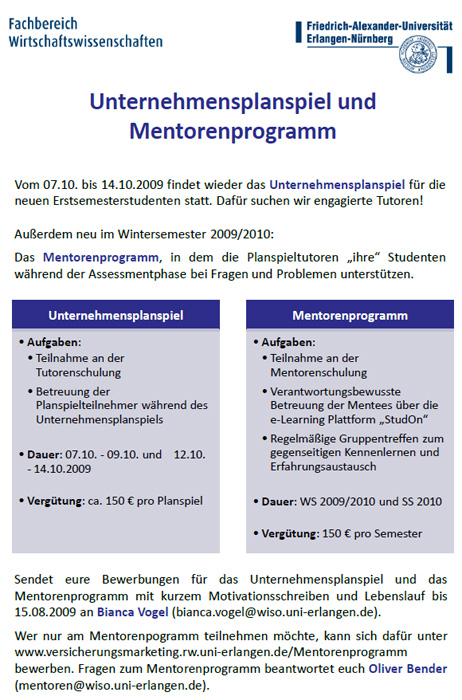 Fachbereich
Wirtschaftswissenschaften
Friedrich-Alexander-Universität
Erlangen-Nürnberg
Unternehmensplanspiel und
Mentorenprogramm
Vom 07.10. bis 14.10.2009 findet wieder das Unternehmensplanspiel für die
neuen Erstsemesterstudenten statt. Dafür suchen wir engagierte Tutoren!
Außerdem neu im Wintersemester 2009/2010:
Das Mentorenprogramm, in dem die Planspieltutoren „ihre“ Studenten
während der Assessmentphase bei Fragen und Problemen unterstützen.
Unternehmensplanspiel
• Aufgaben:
• Teilnahme an der
Tutorenschulung
• Betreuung der
Planspielteilnehmer während des
Unternehmensplanspiels
• Dauer: 07.10. - 09.10. und 12.10.
- 14.10.2009
• Vergütung: ca. 150 € pro Planspiel
Mentorenprogramm
• Aufgaben:
• Teilnahme an der
Mentorenschulung
• Verantwortungsbewusste
Betreuung der Mentees über die
e-Learning Plattform „StudOn“
• Regelmäßige Gruppentreffen zum
gegenseitigen Kennenlernen und
Erfahrungsaustausch
• Dauer: WS 2009/2010 und SS 2010
• Vergütung: 150 € pro Semester
Sendet eure Bewerbungen für das Unternehmensplanspiel und das
Mentorenprogramm mit kurzem Motivationsschreiben und Lebenslauf bis
15.08.2009 an Bianca Vogel (bianca.vogel@wiso.uni-erlangen.de).
Wer nur am Mentorenpogramm teilnehmen möchte, kann sich dafür unter
www.versicherungsmarketing.rw.uni-erlangen.de/Mentorenprogramm
bewerben. Fragen zum Mentorenprogramm beantwortet euch Oliver Bender
(mentoren@wiso.uni-erlangen.de).